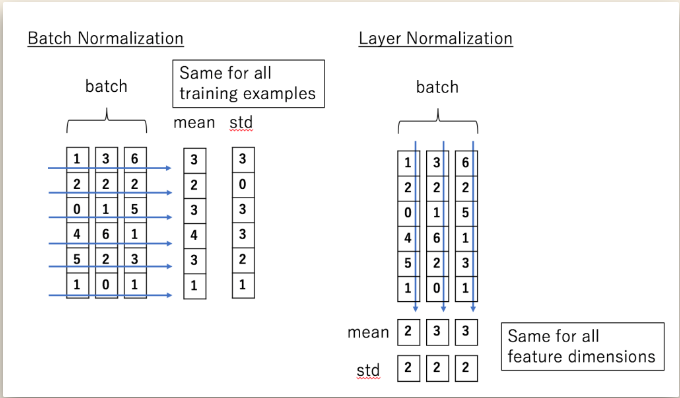 Batch Normalization
batch
Same for all
training examples
mean std
1 3 6 3 3
2 2 2 2 0
0 1 5 3 3
4 6 1 4 3
5 2 3 3 2
1 0 1 1 1
Layer Normalization
batch
1 3 6
2 2 2
0 1 5
4 6 1
5 2 3
1 0 1
mean 2 3 3
std 2 2 2
Same for all
feature dimensions